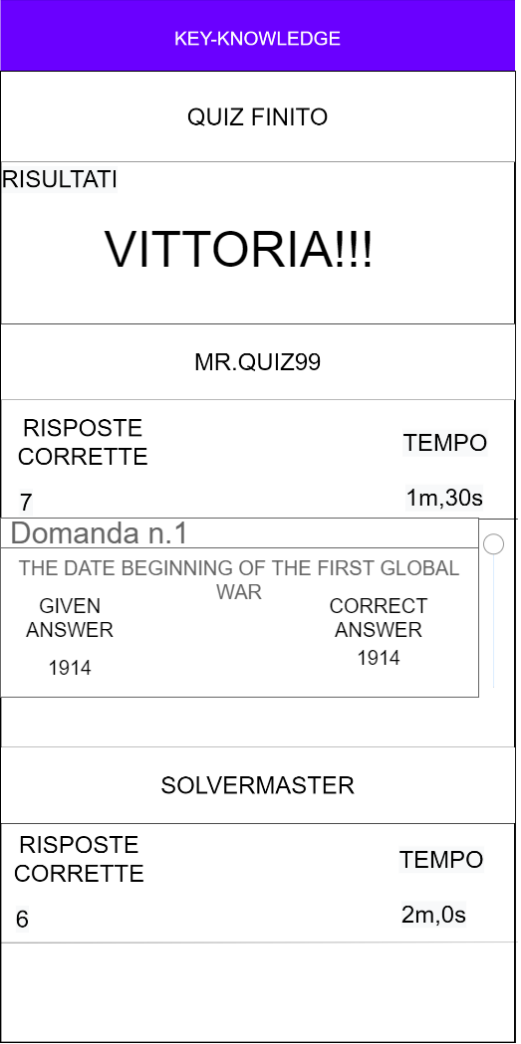 KEY-KNOWLEDGE
QUIZ FINITO
RISULTATI
VITTORIA!!!
MR.QUIZ99
RISPOSTE
CORRETTE
TEMPO
7
1m,30s
Domanda n.1
THE DATE BEGINNING OF THE FIRST GLOBAL
WAR
GIVEN
ANSWER
CORRECT
ANSWER
1914
1914
SOLVERMASTER
RISPOSTE
CORRETTE
TEMPO
6
2m,0s